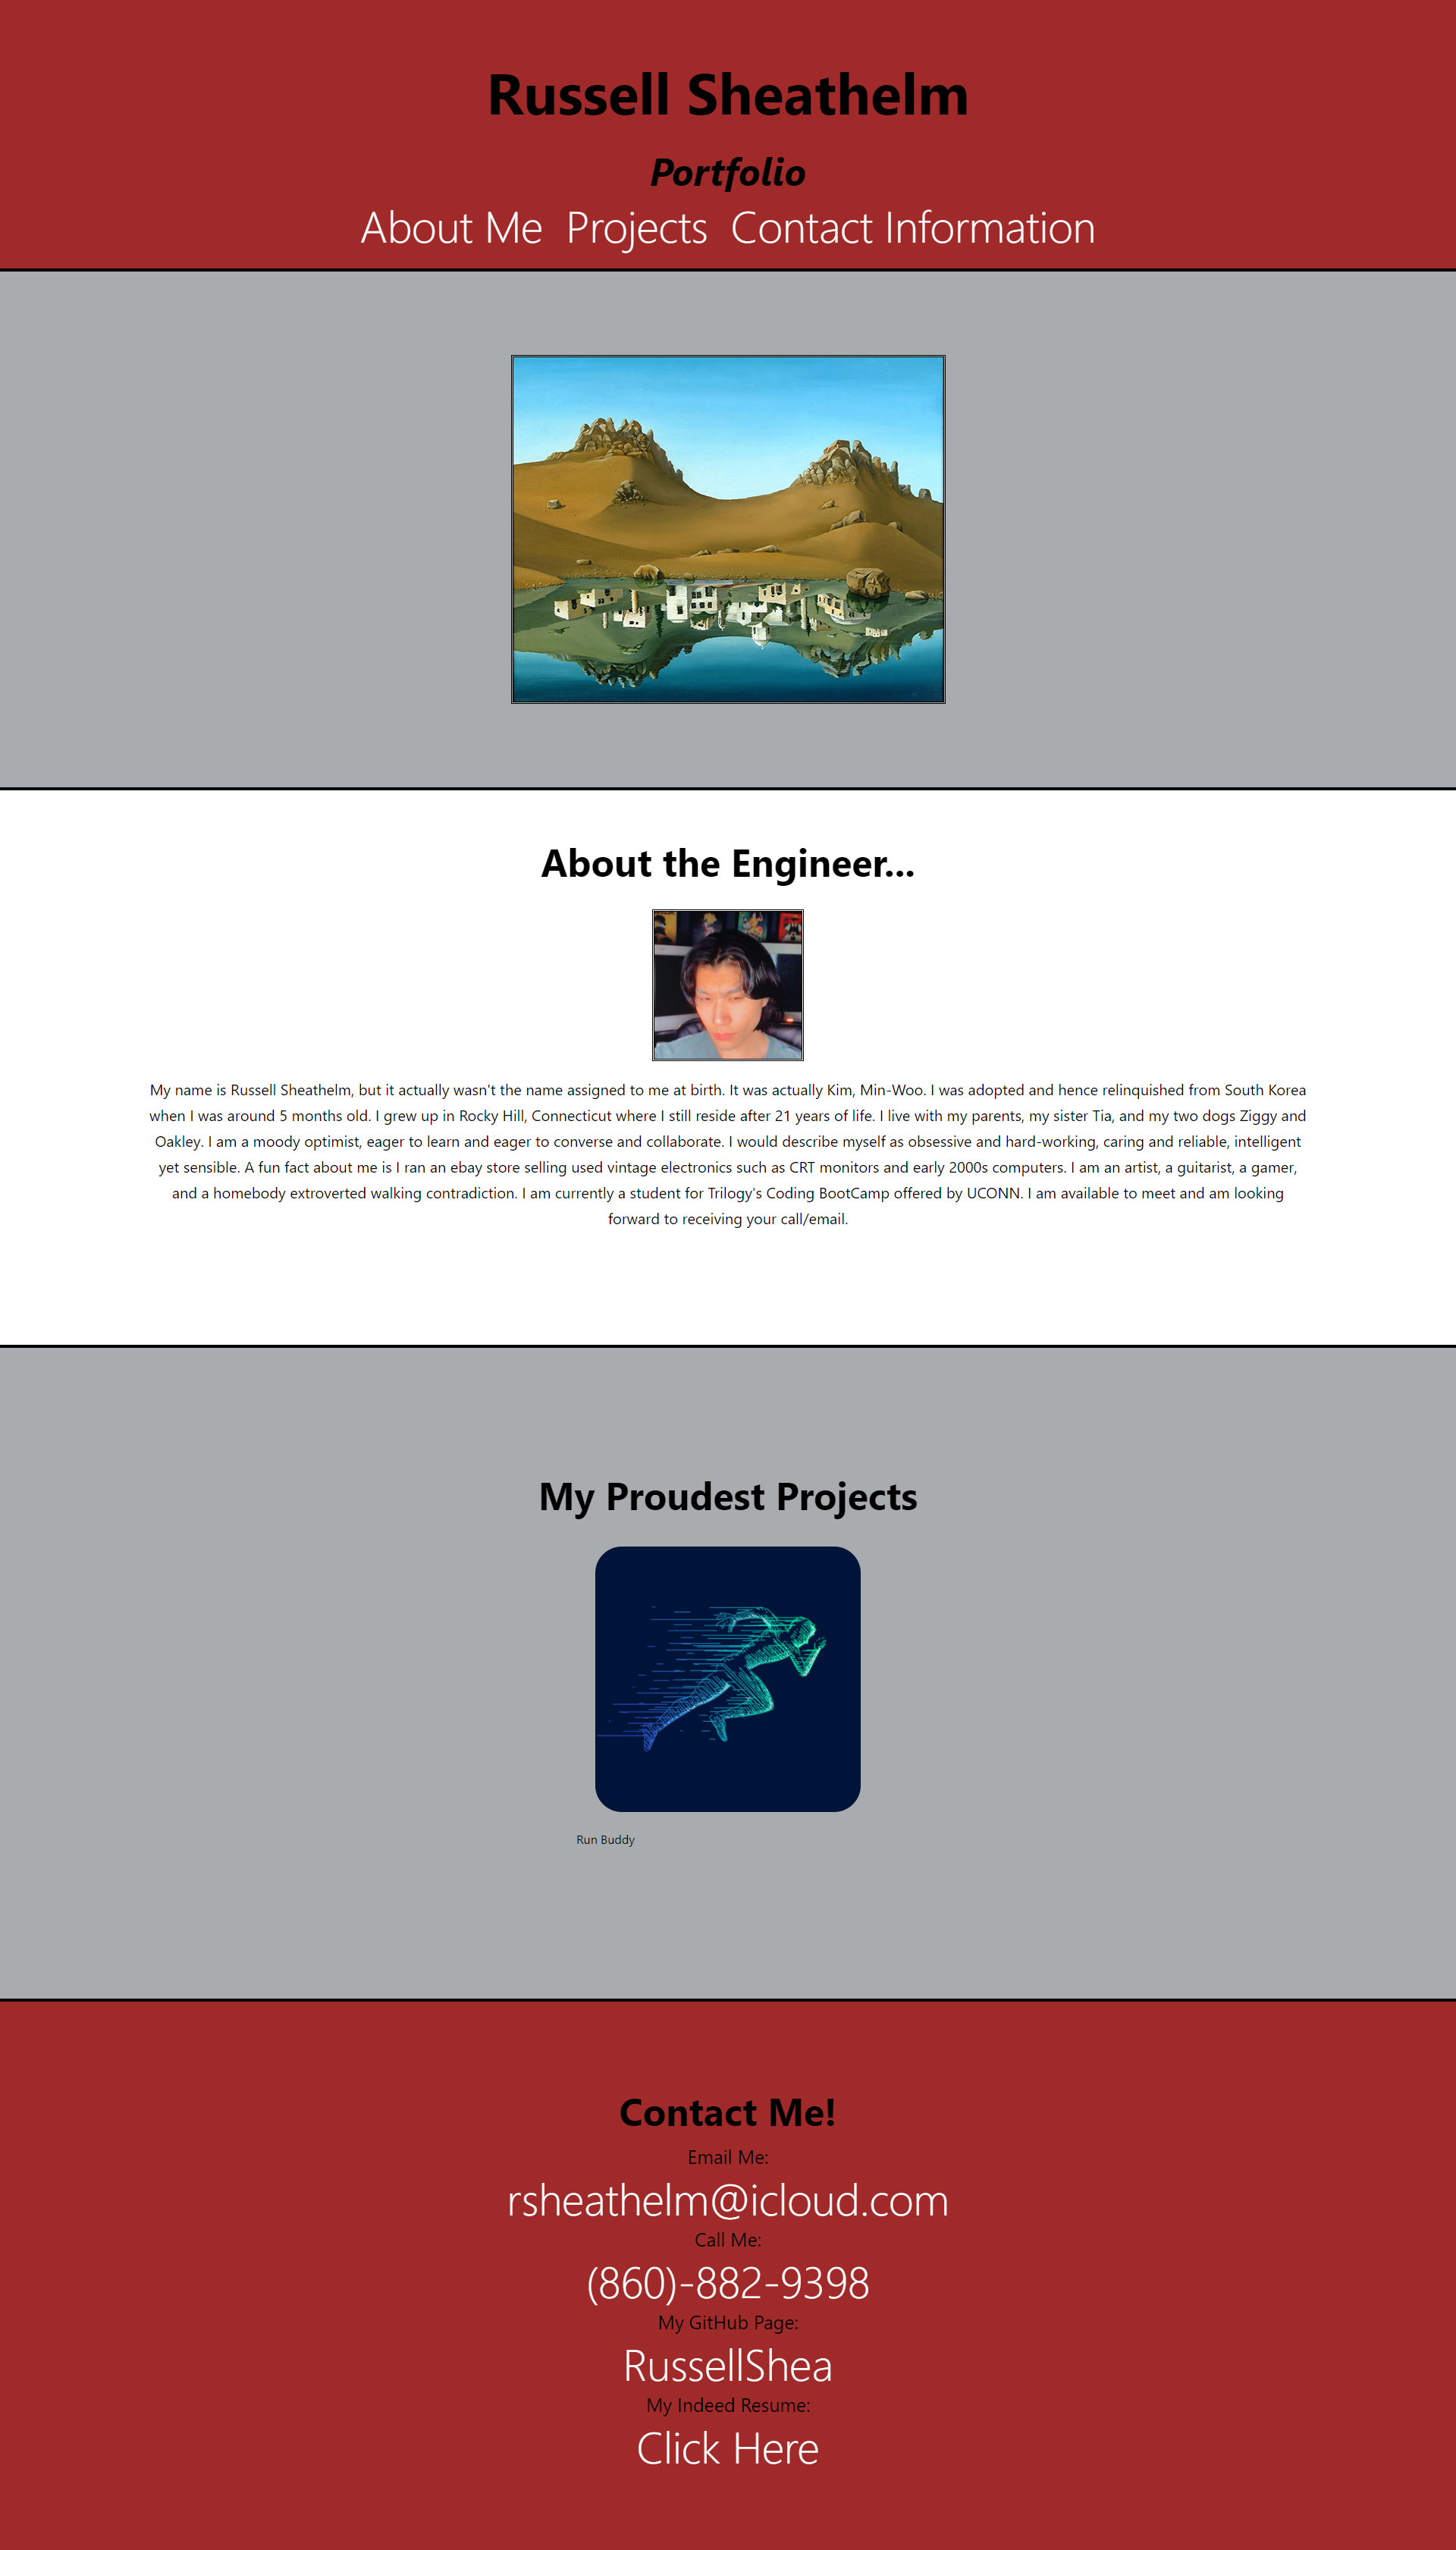 Russell Sheathelm
Portfolio
About Me Projects Contact Information
About the Engineer...
My name is Russell Sheathelm, but it actually wasn't the name assigned to me at birth. It was actually Kim, Min-Woo. I was adopted and hence relinquished from South Korea
when I was around 5 months old. I grew up in Rocky Hill, Connecticut where I still reside after 21 years of life. I live with my parents, my sister Tia, and my two dogs Ziggy and
Oakley. I am a moody optimist, eager to learn and eager to converse and collaborate. I would describe myself as obsessive and hard-working, caring and reliable, intelligent
yet sensible. A fun fact about me is I ran an ebay store selling used vintage electronics such as CRT monitors and early 2000s computers. I am an artist, a guitarist, a gamer,
and a homebody extroverted walking contradiction. I am currently a student for Trilogy's Coding BootCamp offered by UCONN. I am available to meet and am looking
forward to receiving your call/email.
My Proudest Projects
Run Buddy
Contact Me!
Email Me:
rsheathelm@icloud.com
Call Me:
(860)-882-9398
My GitHub Page:
RussellShea
My Indeed Resume:
Click Here